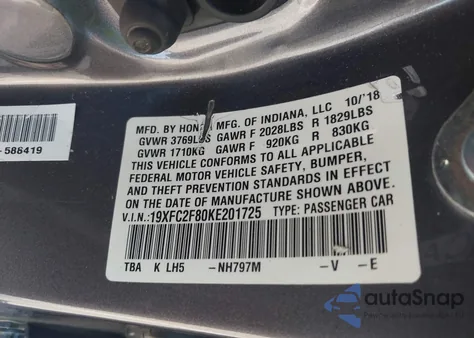 MFD. BY HONDA MFG. OF INDIANA, LLC 10/'18
GVWR 3769LBS GAWR F 2028LBS R 1829LBS
GVWR 1710KG GAWR F 920KG R 830KG
THIS VEHICLE CONFORMS TO ALL APPLICABLE
FEDERAL MOTOR VEHICLE SAFETY, BUMPER,
AND THEFT PREVENTION STANDARDS IN EFFECT
ON THE DATE OF MANUFACTURE SHOWN ABOVE.
V.I.N.: 19XFC2F80KE201725 TYPE: PASSENGER CAR
TBA K LH5 -NH797M -V -E
-586419
autoSnap